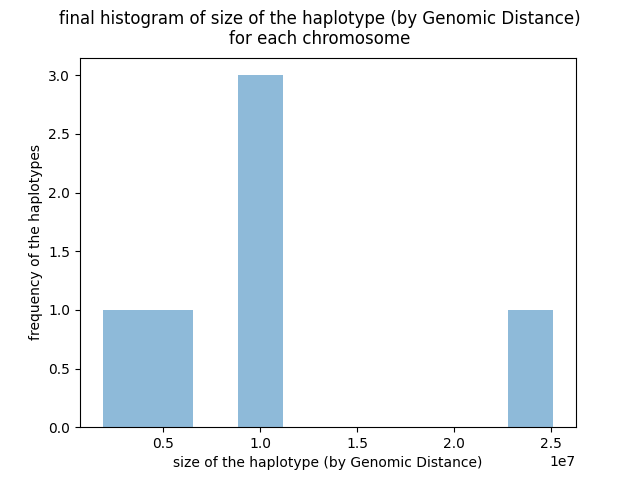 final histogram of size of the haplotype (by Genomic Distance)
for each chromosome
3.0
2.5
2.0
1.5
1.0
0.5
0.0
frequency of the haplotypes
0.5
1.0
1.5
2.0
2.5
1e7
size of the haplotype (by Genomic Distance)